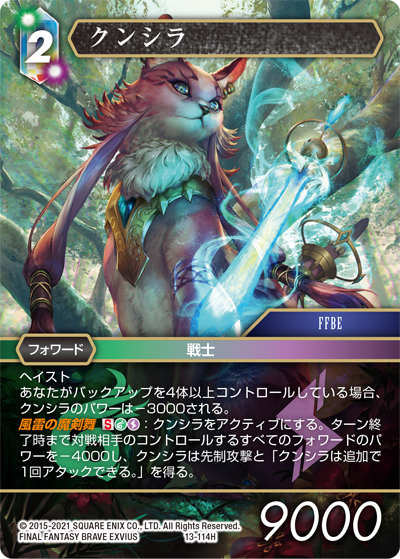 2
クンシラ
FFBE
フォワード
戦士
ヘイスト
あなたがバックアップを4体以上コントロールしている場合、
クンシラのパワーは−3000される。
風雷の魔剣舞 S：クンシラをアクティブにする。ターン終
了時まで対戦相手のコントロールするすべてのフォワードのパ
ワーを−4000し、クンシラは先制攻撃と「クンシラは追加で
1回アタックできる。」を得る。
© 2015-2021 SQUARE ENIX CO., LTD. All Rights Reserved.
FINAL FANTASY BRAVE EXVIUS
13-114H
9000